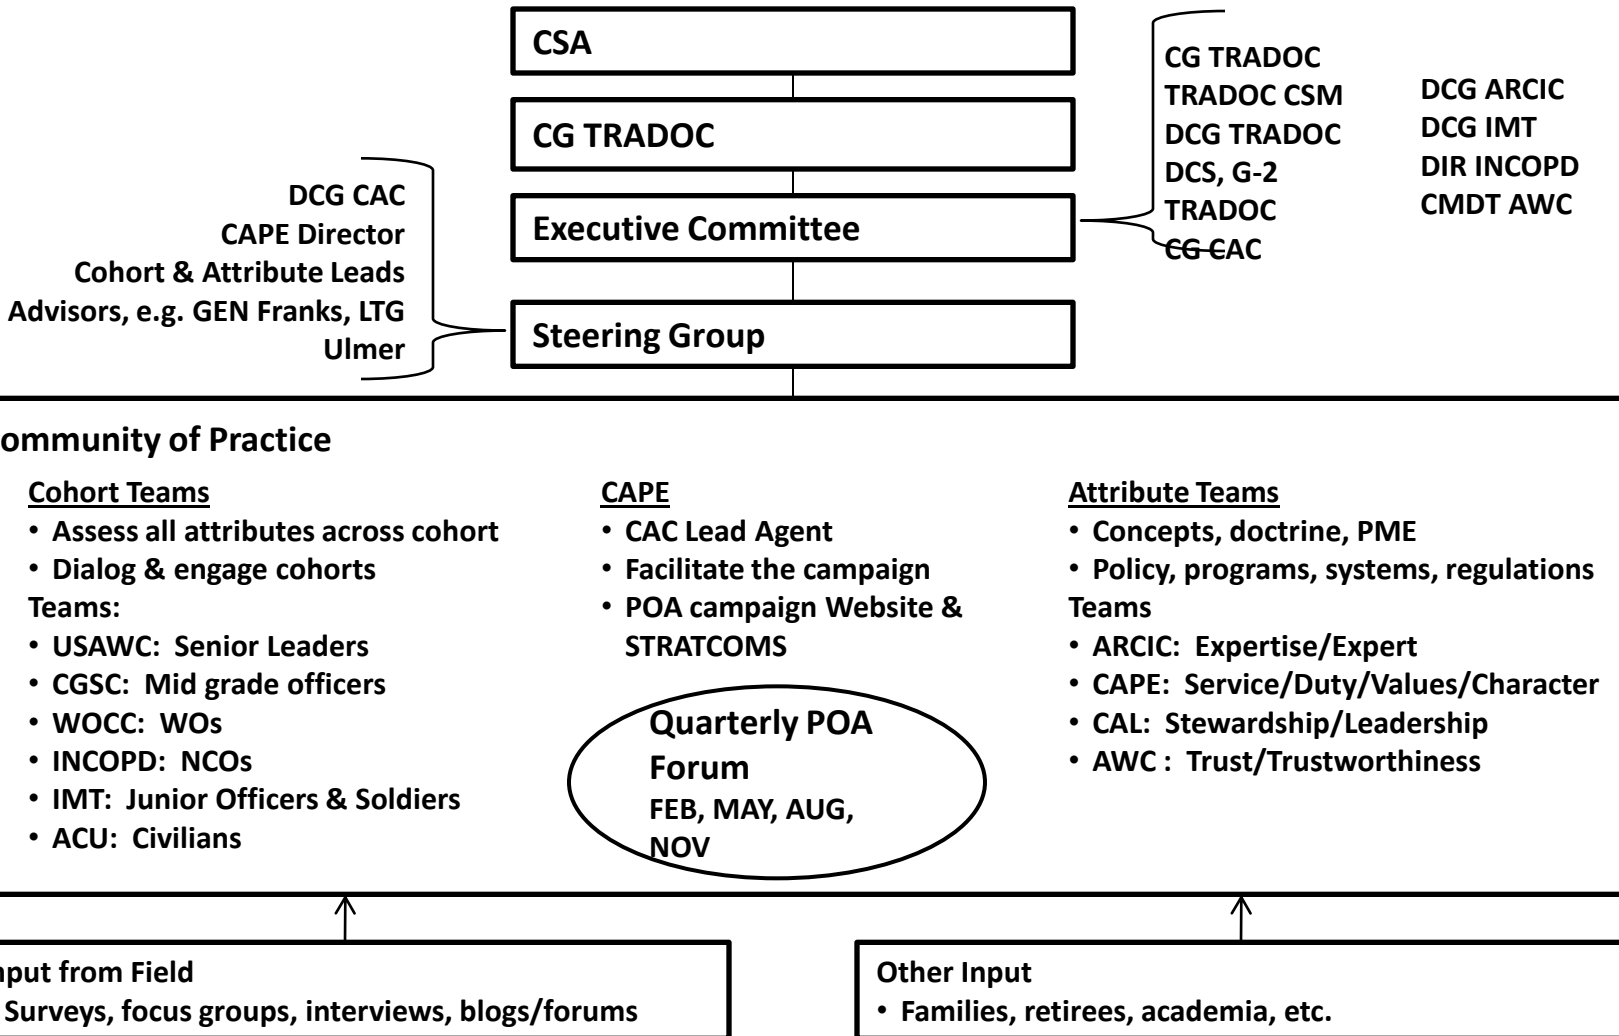 CSA
CG TRADOC
Executive Committee
Steering Group
DCG CAC
CAPE Director
Cohort & Attribute Leads
Advisors, e.g. GEN Franks, LTG
Ulmer
CG TRADOC
TRADOC CSM
DCG TRADOC
DCS, G-2
TRADOC
CG CAC
DCG ARCIC
DCG IMT
DIR INCOPD
CMDT AWC
ommunity of Practice
Cohort Teams
• Assess all attributes across cohort
• Dialog & engage cohorts
Teams:
• USAWC: Senior Leaders
• CGSC: Mid grade officers
• WOCC: WOs
• INCOPD: NCOs
• IMT: Junior Officers & Soldiers
• ACU: Civilians
CAPE
• CAC Lead Agent
• Facilitate the campaign
• POA campaign Website &
STRATCOMS
Quarterly POA
Forum
FEB, MAY, AUG,
NOV
Attribute Teams
• Concepts, doctrine, PME
• Policy, programs, systems, regulations
Teams
• ARCIC: Expertise/Expert
• CAPE: Service/Duty/Values/Character
• CAL: Stewardship/Leadership
• AWC : Trust/Trustworthiness
nput from Field
Surveys, focus groups, interviews, blogs/forums
Other Input
• Families, retirees, academia, etc.